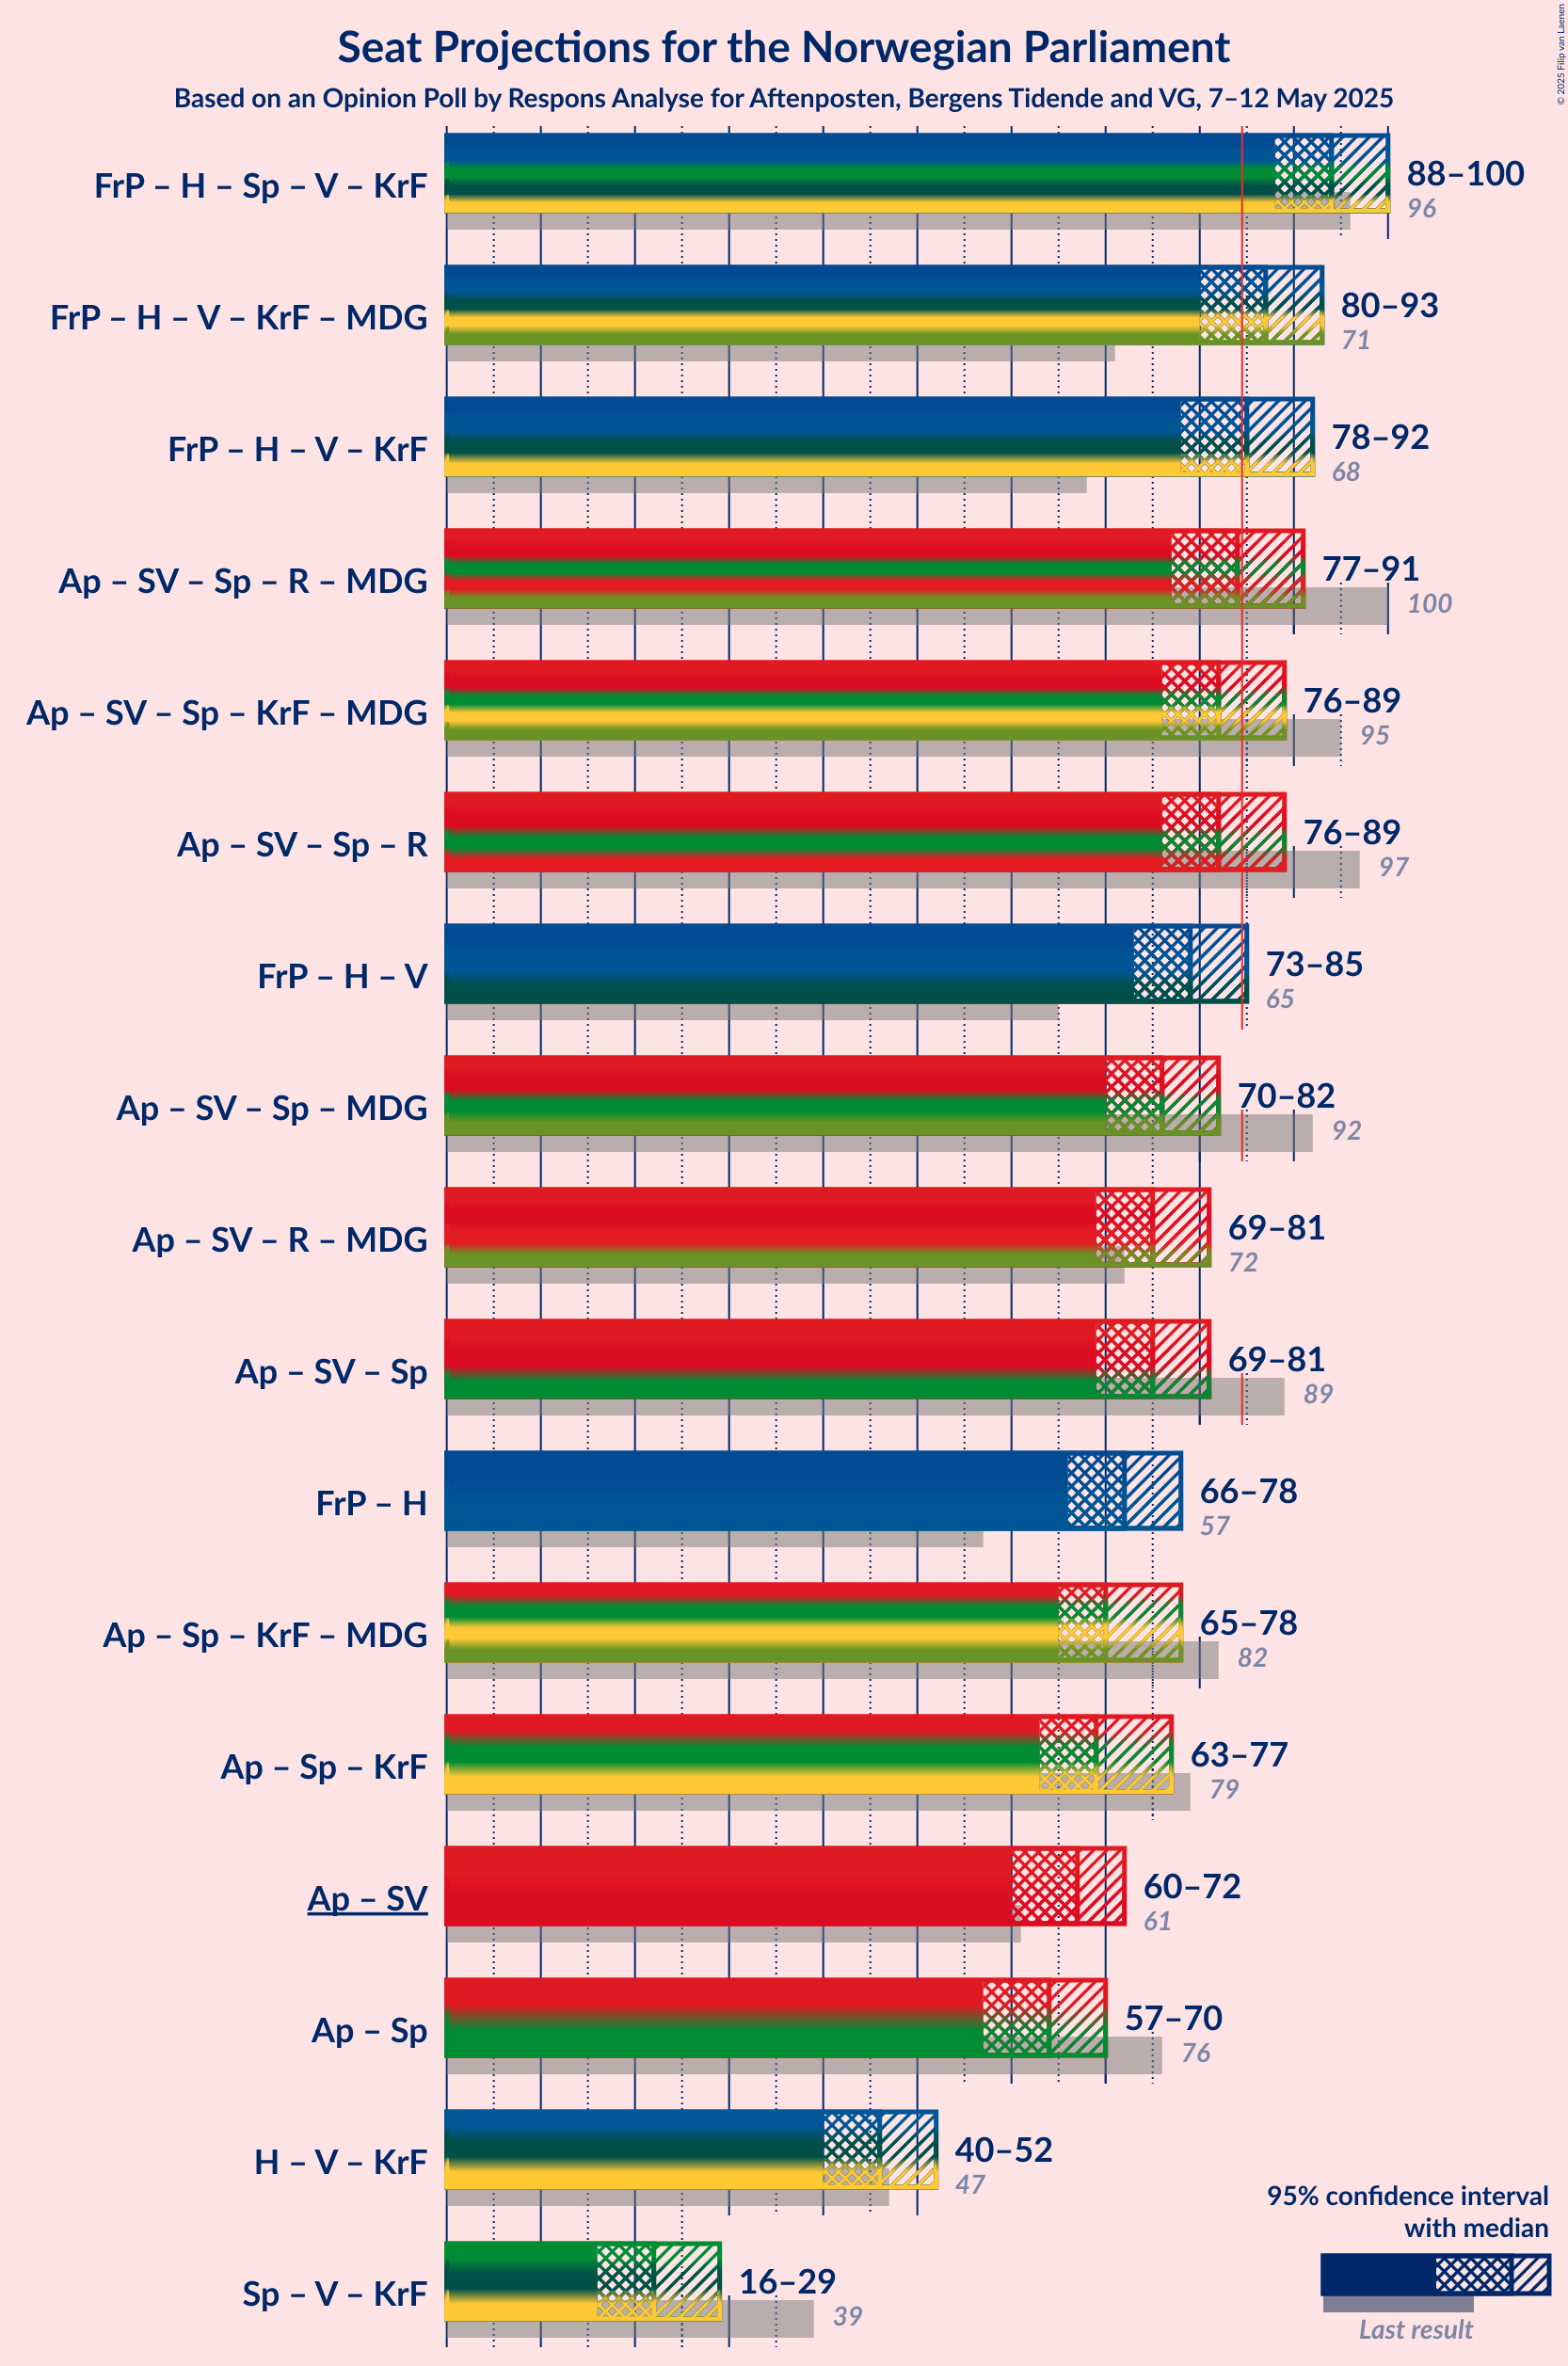 Seat Projections for the Norwegian Parliament
Based on an Opinion Poll by Respons Analyse for Aftenposten, Bergens Tidende and VG, 7–12 May 2025
© 2025 Filip van Laenen
FrP – H – Sp – V – KrF
88–100
96
FrP – H – V – KrF – MDG
80–93
71
FrP – H – V – KrF
78–92
68
Ap – SV – Sp – R – MDG
77–91
100
Ap – SV – Sp – KrF – MDG
76–89
95
Ap – SV – Sp – R
76–89
97
FrP – H – V
73–85
65
Ap – SV – Sp – MDG
70–82
92
Ap – SV – R – MDG
69–81
72
Ap – SV – Sp
69–81
89
FrP – H
66–78
57
Ap – Sp – KrF – MDG
65–78
82
Ap – Sp – KrF
63–77
79
Ap – SV
60–72
61
Ap – Sp
57–70
76
H – V – KrF
40–52
47
Sp – V – KrF
16–29
39
95% confidence interval
with median
Last result